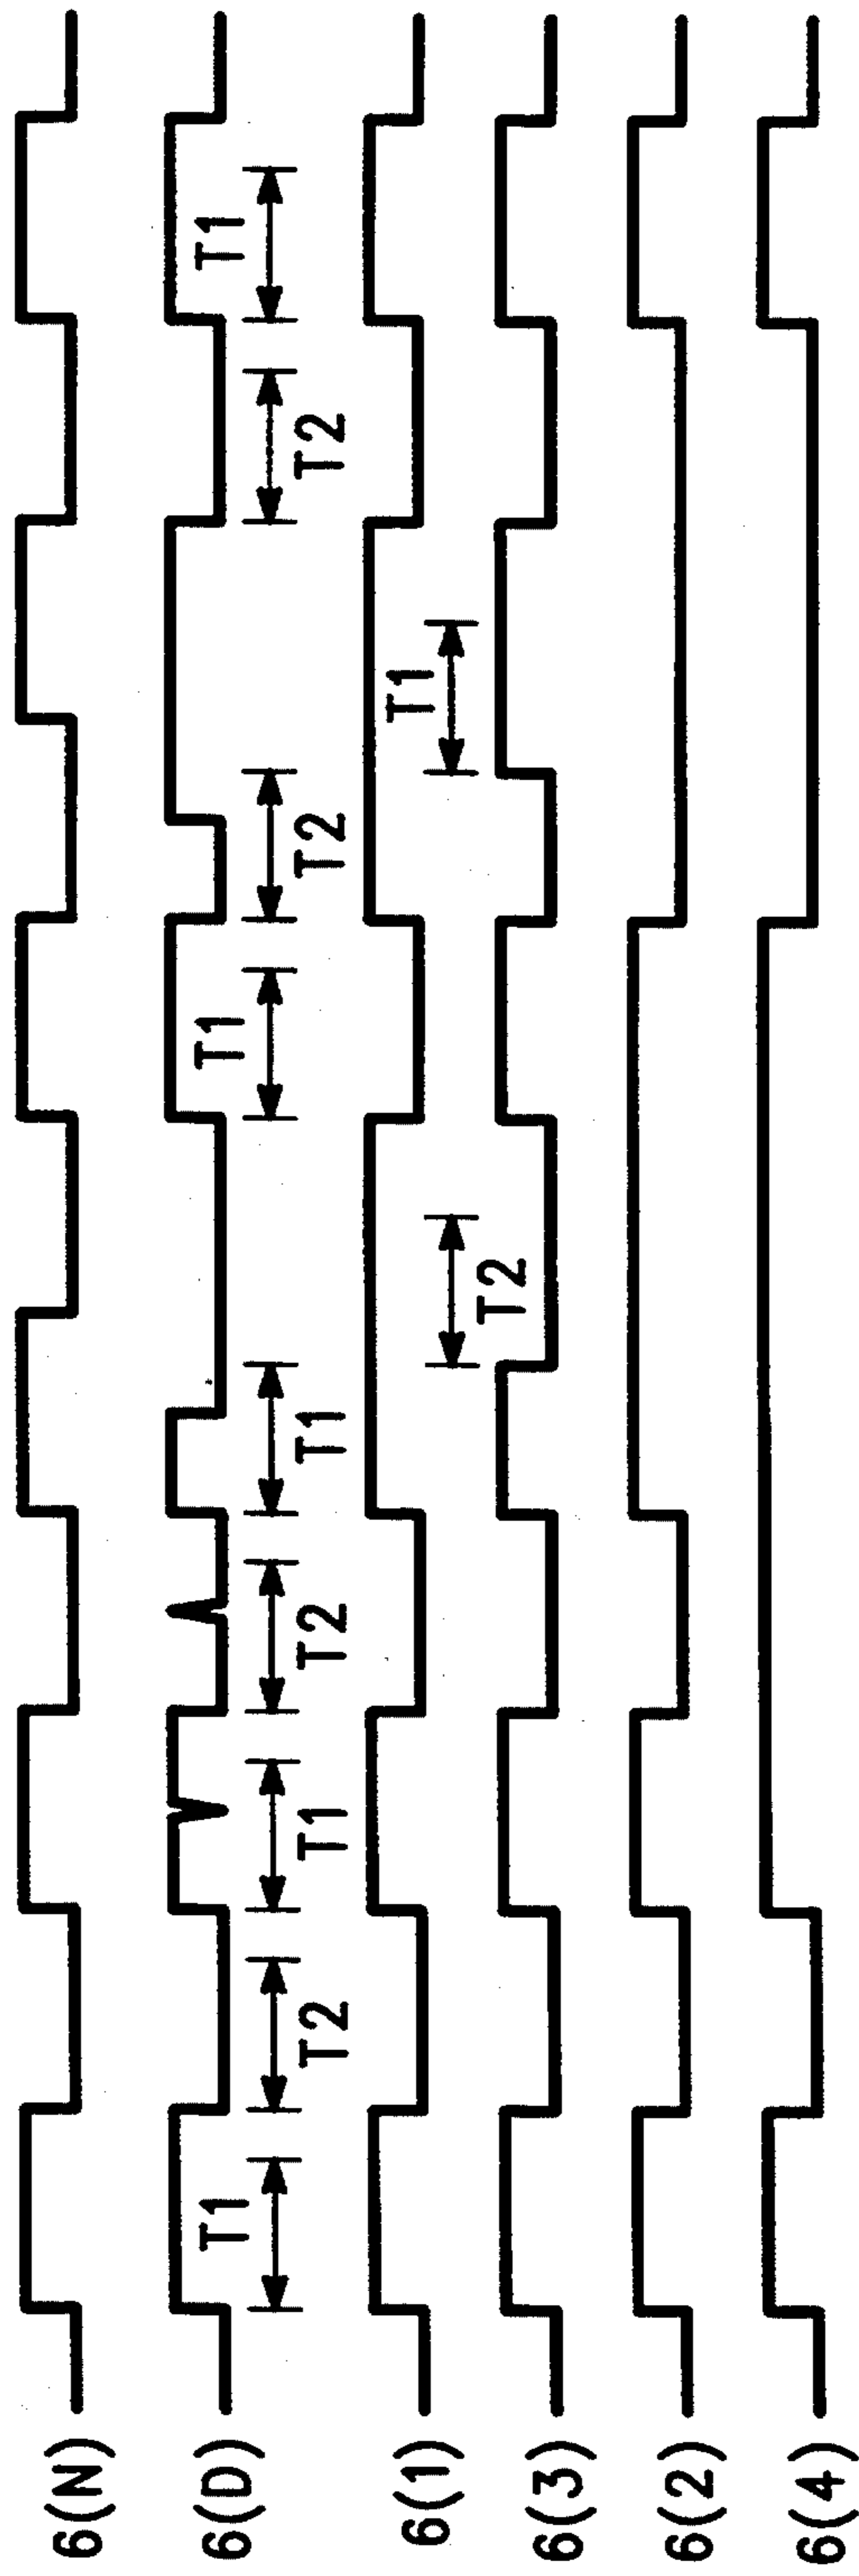 6(N)
6(D) T1 T1 T1
T2 T1 T2 T1 T2 T2
6(1) T1
T2
6(3)
6(2)
6(4)